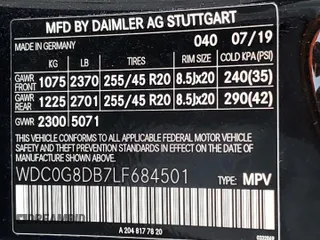 MFD BY DAIMLER AG STUTTGART
MADE IN GERMANY 040 07/19
KG LB TIRES RIM SIZE COLD KPA(PSI)
GAWR FRONT 1075 2370 255/45 R20 8.5Jx20 240(35)
GAWR REAR 1225 2701 255/45 R20 8.5Jx20 290(42)
GVWR 2300 5071
THIS VEHICLE CONFORMS TO ALL APPLICABLE U.S. FEDERAL MOTOR VEHICLE SAFETY AND THEFT PREVENTION STANDARDS IN EFFECT ON THE DATE OF MANUFACTURE SHOWN ABOVE.
WDC0G8DB7LF684501 TYPE: MPV
A 204 817 78 20